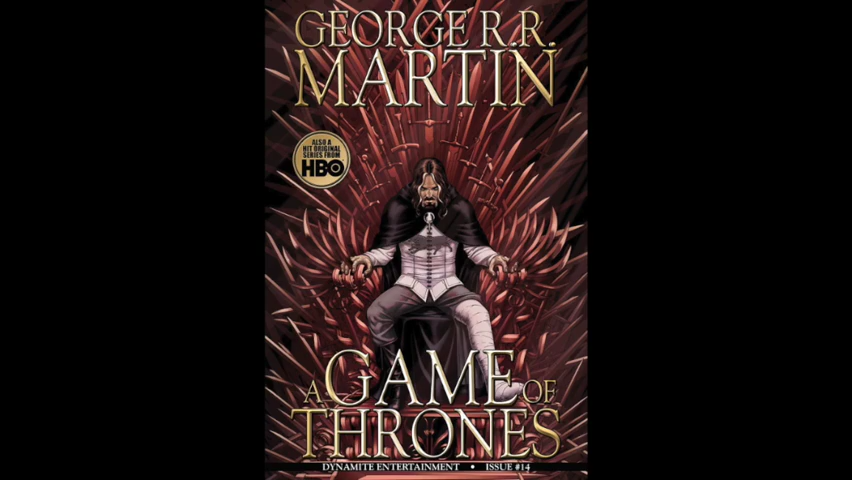 GEORGE R.R.
MARTIN
ALSO A
HIT ORIGINAL
SERIES FROM
HBO
A GAME OF
THRONES
DYNAMITE ENTERTAINMENT • ISSUE #14